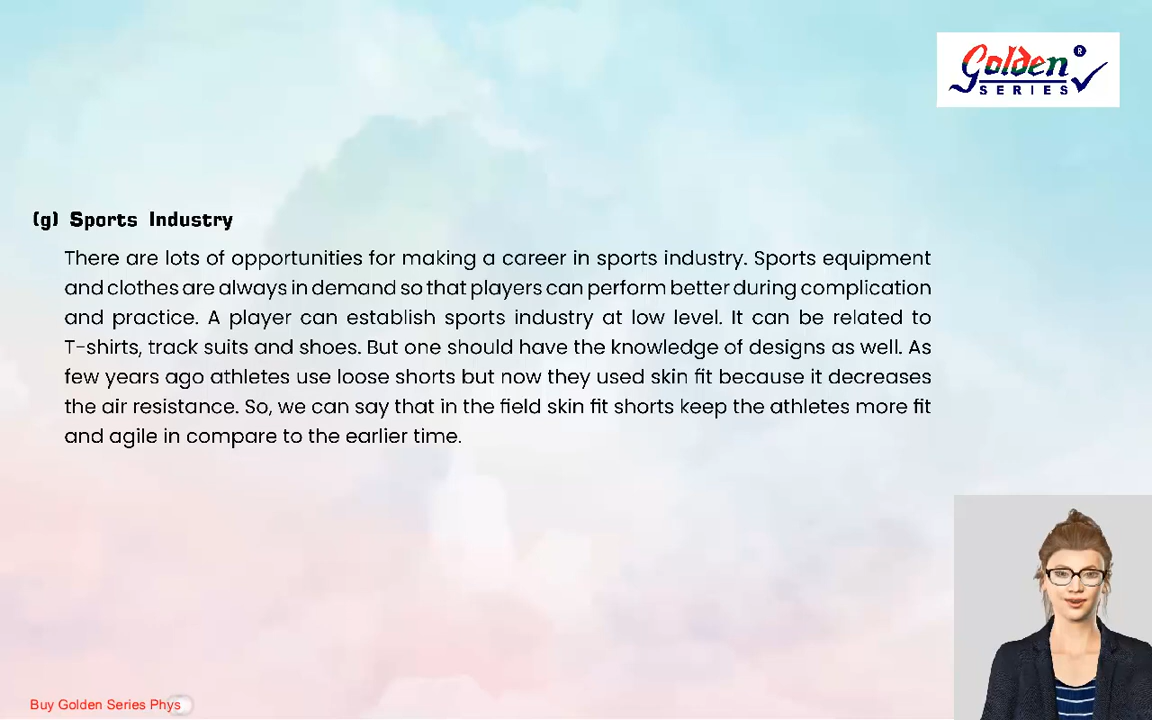 Golden®
SERIES
(g) Sports Industry
There are lots of opportunities for making a career in sports industry. Sports equipment
and clothes are always in demand so that players can perform better during complication
and practice. A player can establish sports industry at low level. It can be related to
T-shirts, track suits and shoes. But one should have the knowledge of designs as well. As
few years ago athletes use loose shorts but now they used skin fit because it decreases
the air resistance. So, we can say that in the field skin fit shorts keep the athletes more fit
and agile in compare to the earlier time.
Buy Golden Series Phys